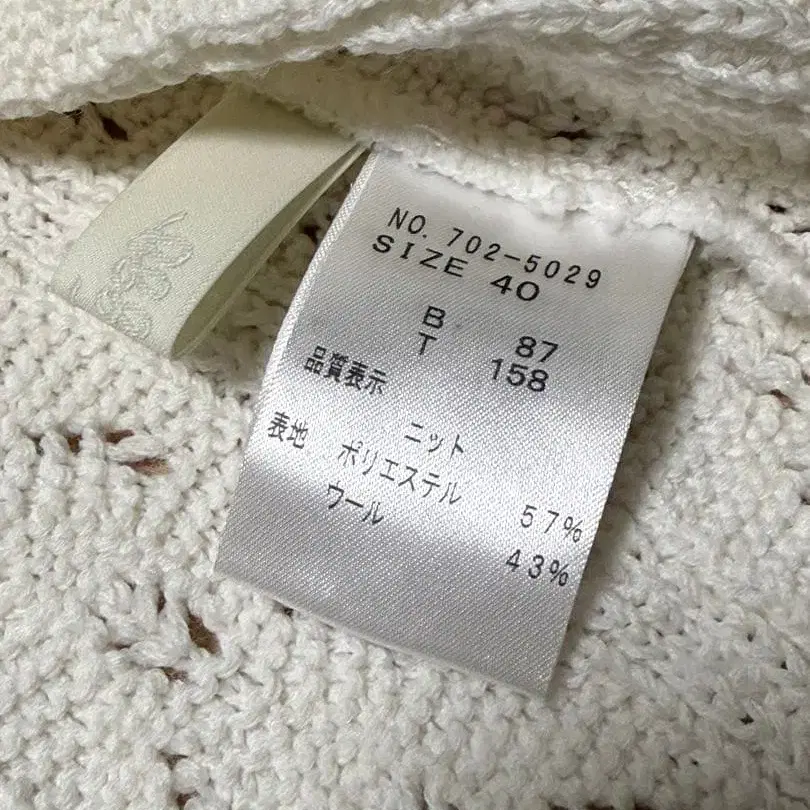 NO. 702-5029
SIZE 40
B 87
T 158
品質表示
ニット
表地 ポリエステル 57%
ウール 43%